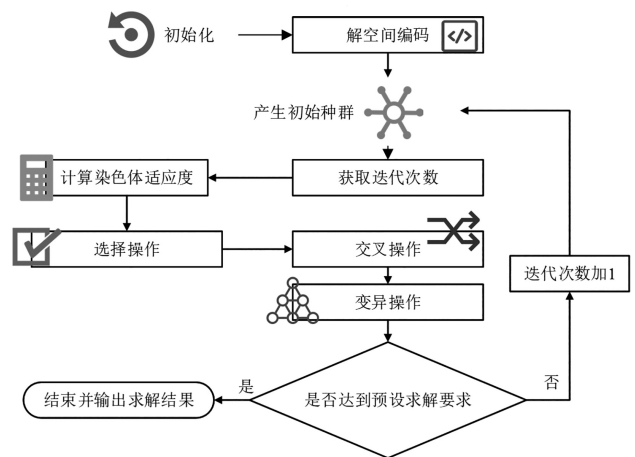 初始化
解空间编码
</>
产生初始种群
获取迭代次数
计算染色体适应度
选择操作
交叉操作
变异操作
迭代次数加1
是否达到预设求解要求
是
否
结束并输出求解结果